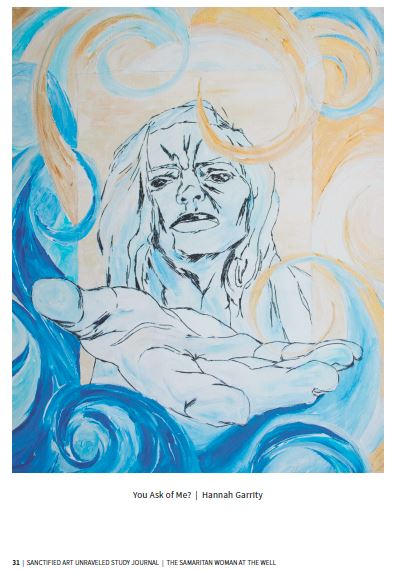 You Ask of Me? | Hannah Garrity
31 | SANCTIFIED ART UNRAVELED STUDY JOURNAL | THE SAMARITAN WOMAN AT THE WELL